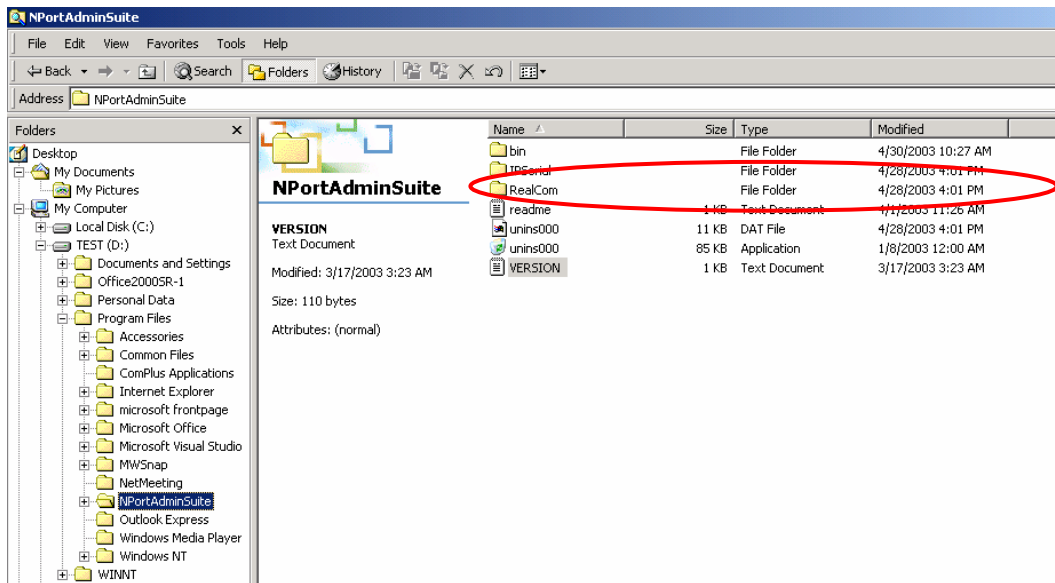 NPortAdminSuite
File Edit View Favorites Tools Help
Back Search Folders History
Address NPortAdminSuite
Folders x
Desktop
My Documents
My Pictures
My Computer
Local Disk (C:)
TEST (D:)
Documents and Settings
Office2000SR-1
Personal Data
Program Files
Accessories
Common Files
ComPlus Applications
Internet Explorer
microsoft frontpage
Microsoft Office
Microsoft Visual Studio
MWSnap
NetMeeting
NPortAdminSuite
Outlook Express
Windows Media Player
Windows NT
WINNT
NPortAdminSuite
VERSION
Text Document
Modified: 3/17/2003 3:23 AM
Size: 110 bytes
Attributes: (normal)
Name Size Type Modified
bin File Folder 4/30/2003 10:27 AM
IPSerial File Folder 4/28/2003 4:01 PM
RealCom File Folder 4/28/2003 4:01 PM
readme 1 KB Text Document 4/1/2003 11:26 AM
unins000 11 KB DAT File 4/28/2003 4:01 PM
unins000 85 KB Application 1/8/2003 12:00 AM
VERSION 1 KB Text Document 3/17/2003 3:23 AM